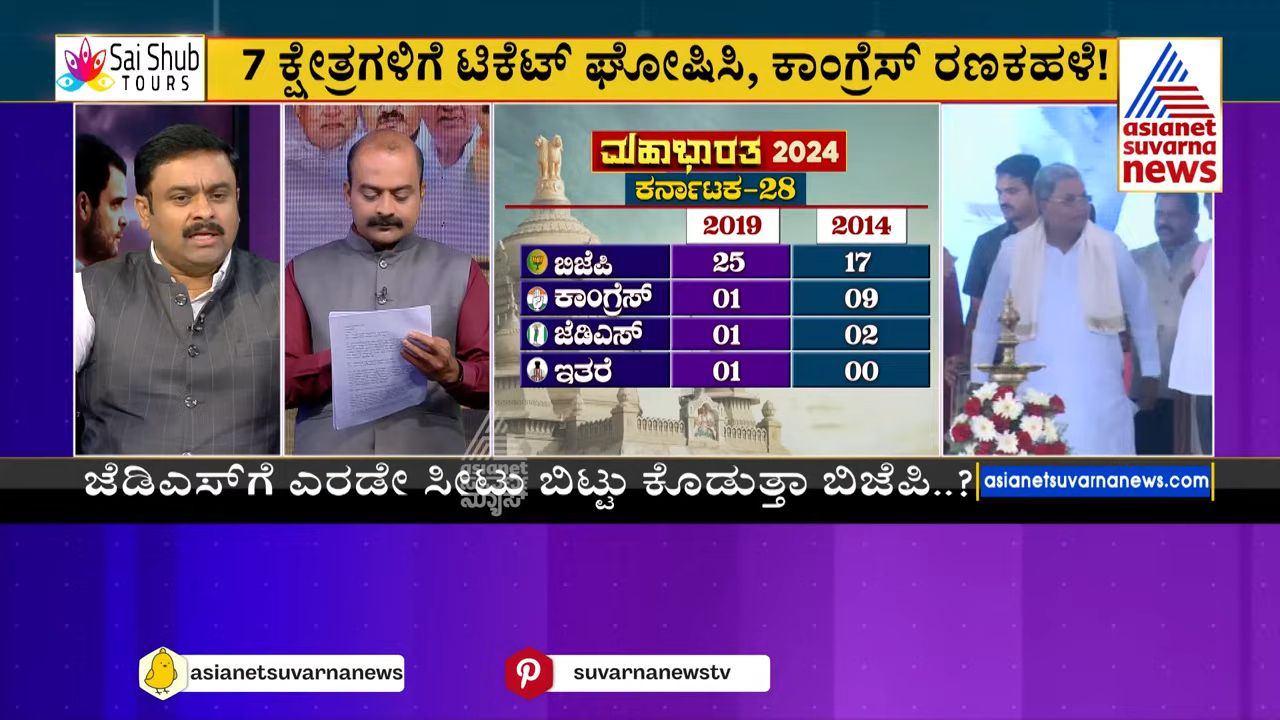 Sai Shub
TOURS
7 ಕ್ಷೇತ್ರಗಳಿಗೆ ಟಿಕೆಟ್ ಘೋಷಿಸಿ, ಕಾಂಗ್ರೆಸ್ ರಣಕಹಳೆ!
asianet
suvarna
news
ಮಹಾಭಾರತ 2024
ಕರ್ನಾಟಕ-28
2019 2014
ಬಿಜೆಪಿ 25 17
ಕಾಂಗ್ರೆಸ್ 01 09
ಜೆಡಿಎಸ್ 01 02
ಇತರೆ 01 00
ಜೆಡಿಎಸ್‌ಗೆ ಎರಡೇ ಸೀಟು ಬಿಟ್ಟು ಕೊಡುತ್ತಾ ಬಿಜೆಪಿ..?
asianetsuvarnanews.com
asianet
ನ್ಯೂಸ್
asianetsuvarnanews
suvarnanewstv